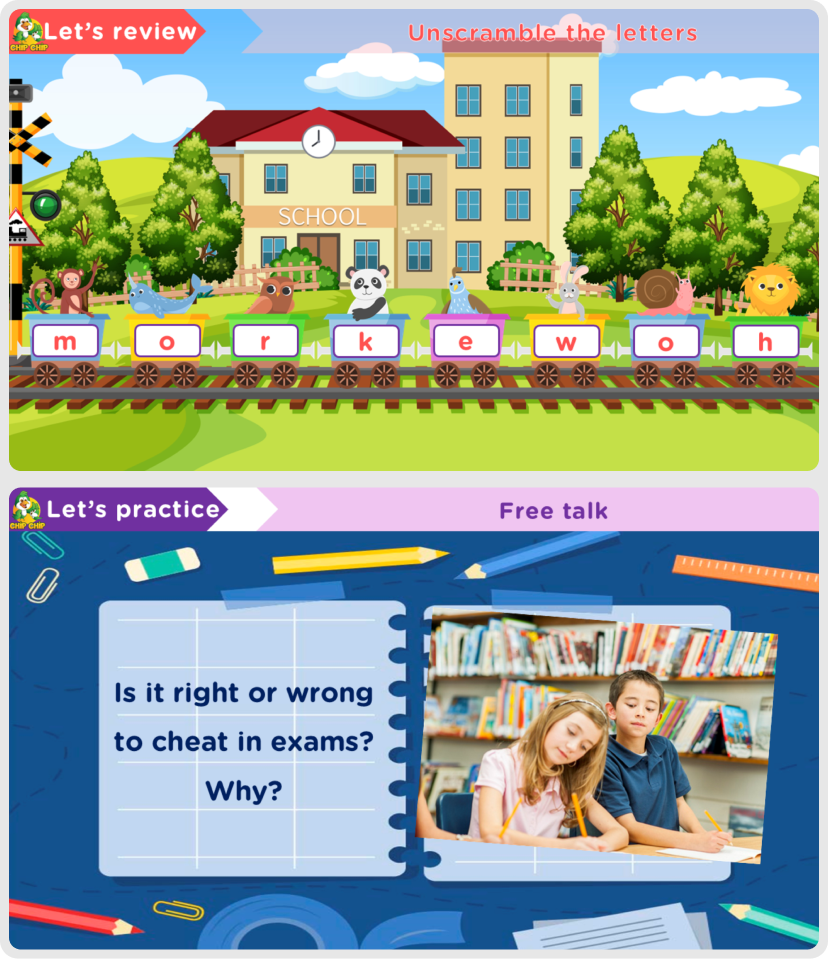 CHIP CHIP
Let's review
Unscramble the letters
SCHOOL
m o r k e w o h
CHIP CHIP
Let's practice
Free talk
Is it right or wrong
to cheat in exams?
Why?